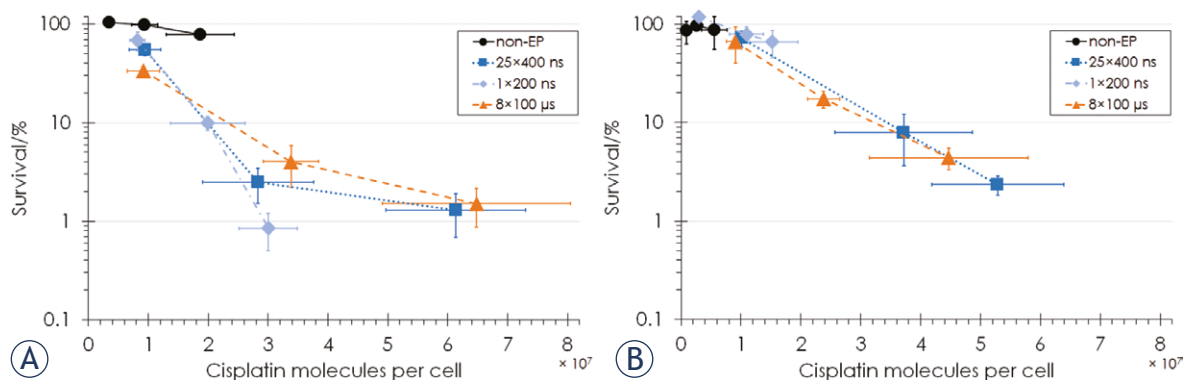 100
10
1
0.1
Survival/%
0 1 2 3 4 5 6 7 8
× 10⁷
Cisplatin molecules per cell
non-EP
25×400 ns
1×200 ns
8×100 µs
A
100
10
1
0.1
Survival/%
0 1 2 3 4 5 6 7 8
× 10⁷
Cisplatin molecules per cell
non-EP
25×400 ns
1×200 ns
8×100 µs
B